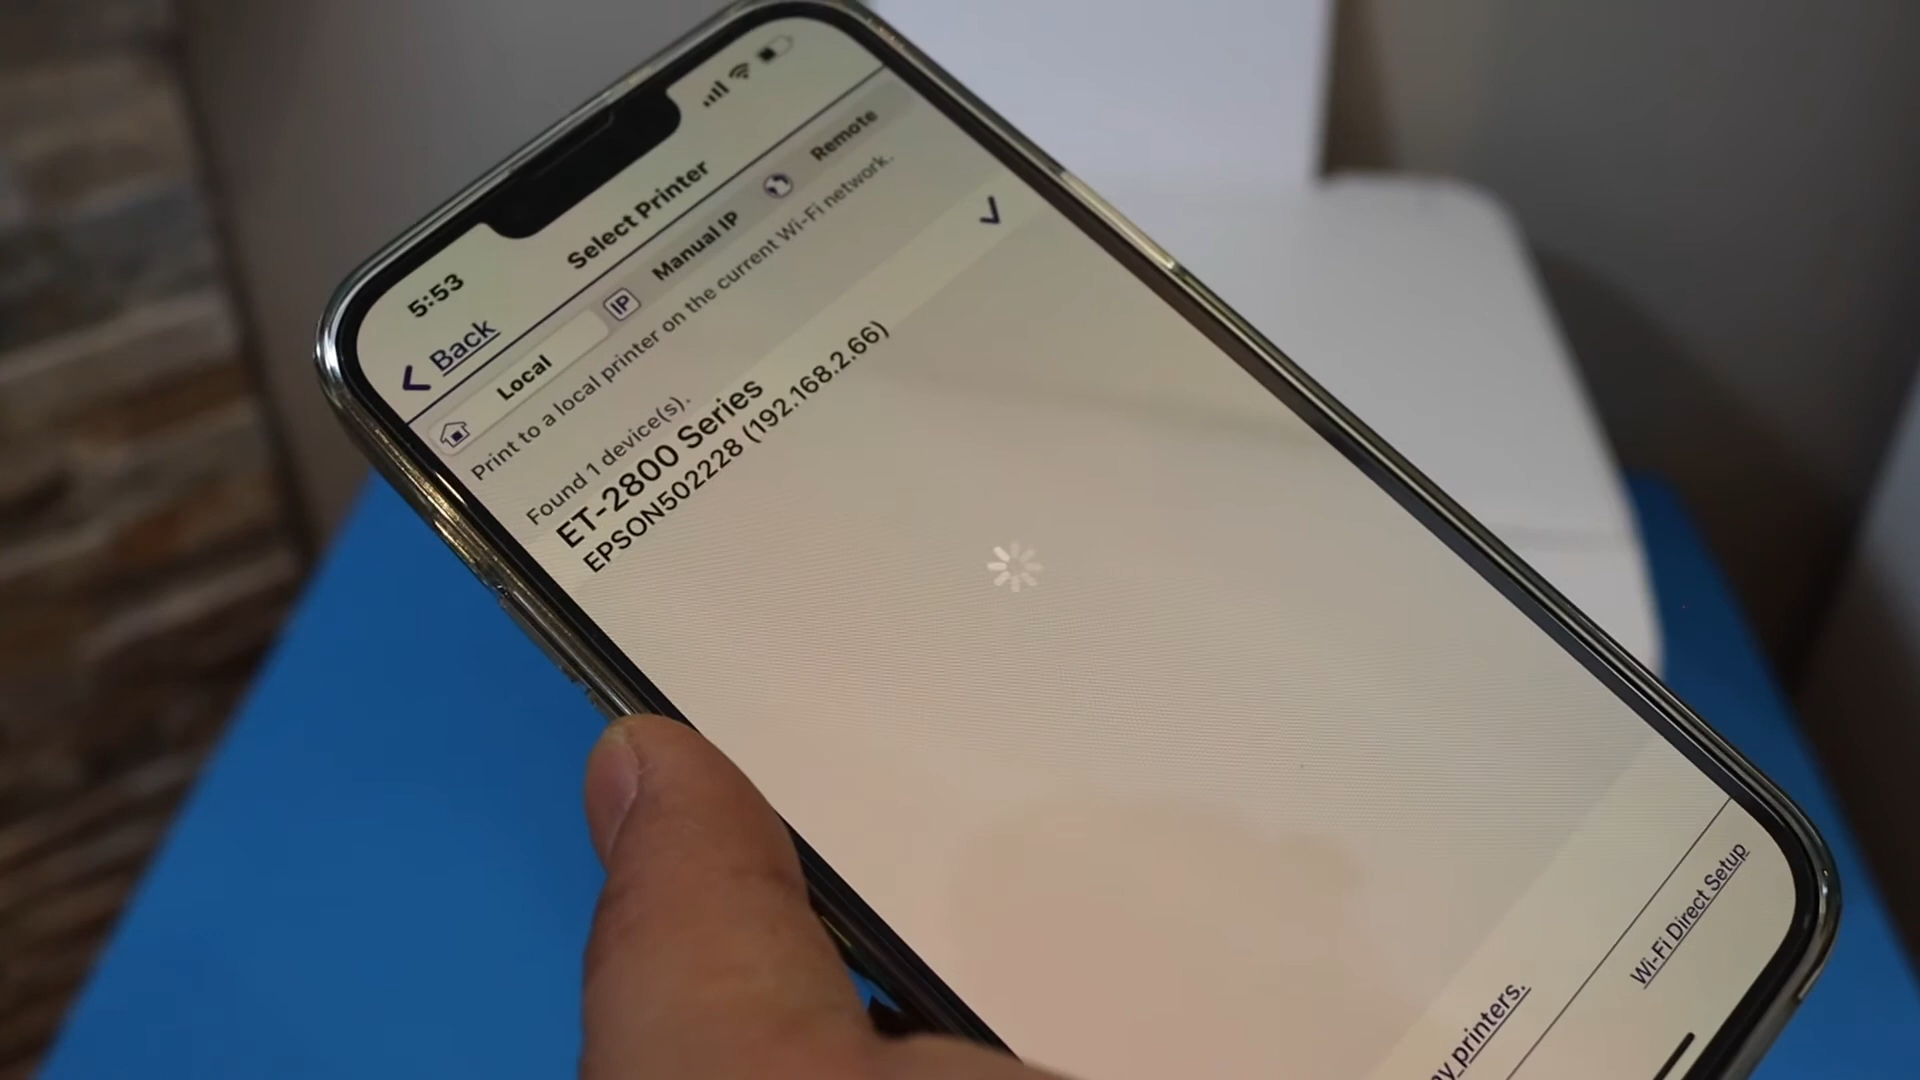 5:53
Back
Select Printer
Local
IP
Manual IP
Remote
Print to a local printer on the current Wi-Fi network.
Found 1 device(s).
ET-2800 Series
EPSON502228 (192.168.2.66)
printers.
Wi-Fi Direct Setup